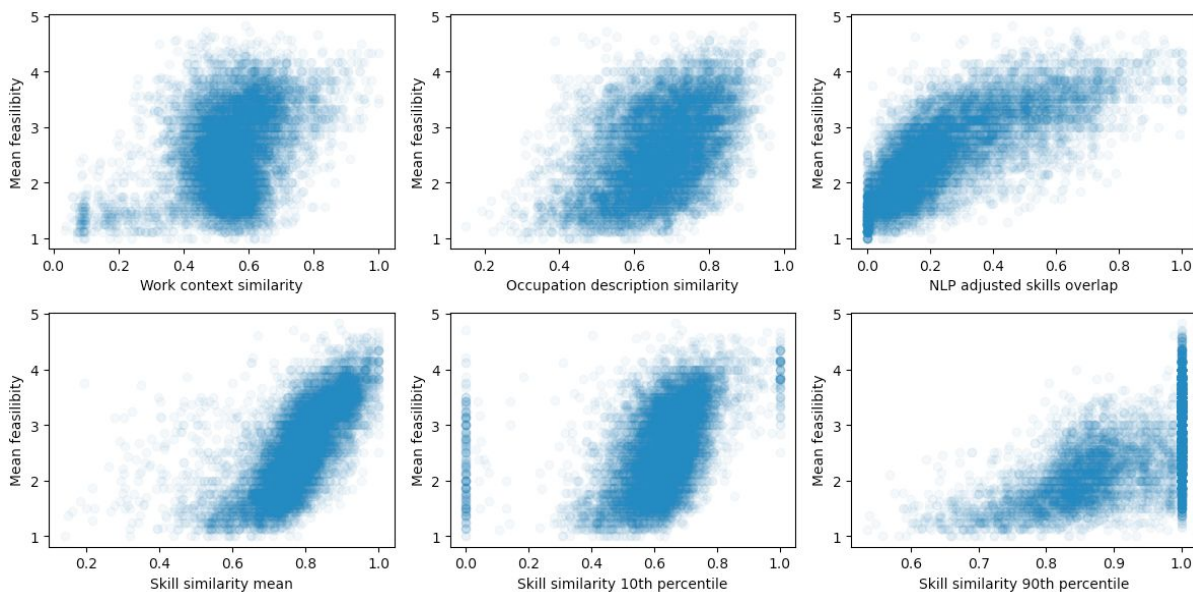 5
4
3
2
1
Mean feasilibity
0.0 0.2 0.4 0.6 0.8 1.0
Work context similarity
5
4
3
2
1
Mean feasilibity
0.2 0.4 0.6 0.8 1.0
Occupation description similarity
5
4
3
2
1
Mean feasilibity
0.0 0.2 0.4 0.6 0.8 1.0
NLP adjusted skills overlap
5
4
3
2
1
Mean feasilibity
0.2 0.4 0.6 0.8 1.0
Skill similarity mean
5
4
3
2
1
Mean feasilibity
0.0 0.2 0.4 0.6 0.8 1.0
Skill similarity 10th percentile
5
4
3
2
1
Mean feasilibity
0.6 0.7 0.8 0.9 1.0
Skill similarity 90th percentile